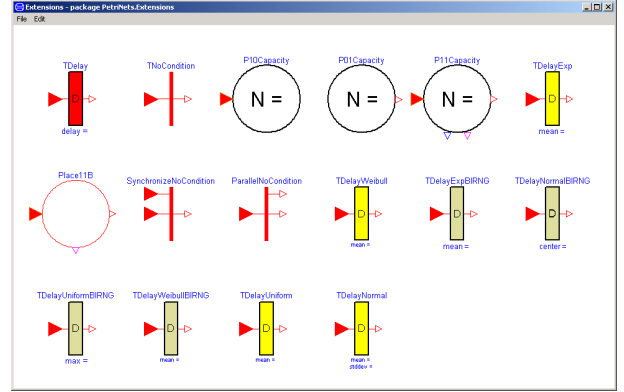 Extensions - package PetriNets.Extensions
File Edit
TDelay
TNoCondition
P10Capacity
P01Capacity
P11Capacity
TDelayExp
D
N =
N =
N =
D
delay =
mean =
Place11B
SynchronizeNoCondition
ParallelNoCondition
TDelayWeibull
TDelayExpBIRNG
TDelayNormalBIRNG
D
D
D
mean =
mean =
center =
TDelayUniformBIRNG
TDelayWeibullBIRNG
TDelayUniform
TDelayNormal
D
D
D
D
max =
mean =
mean =
mean =
stddev =